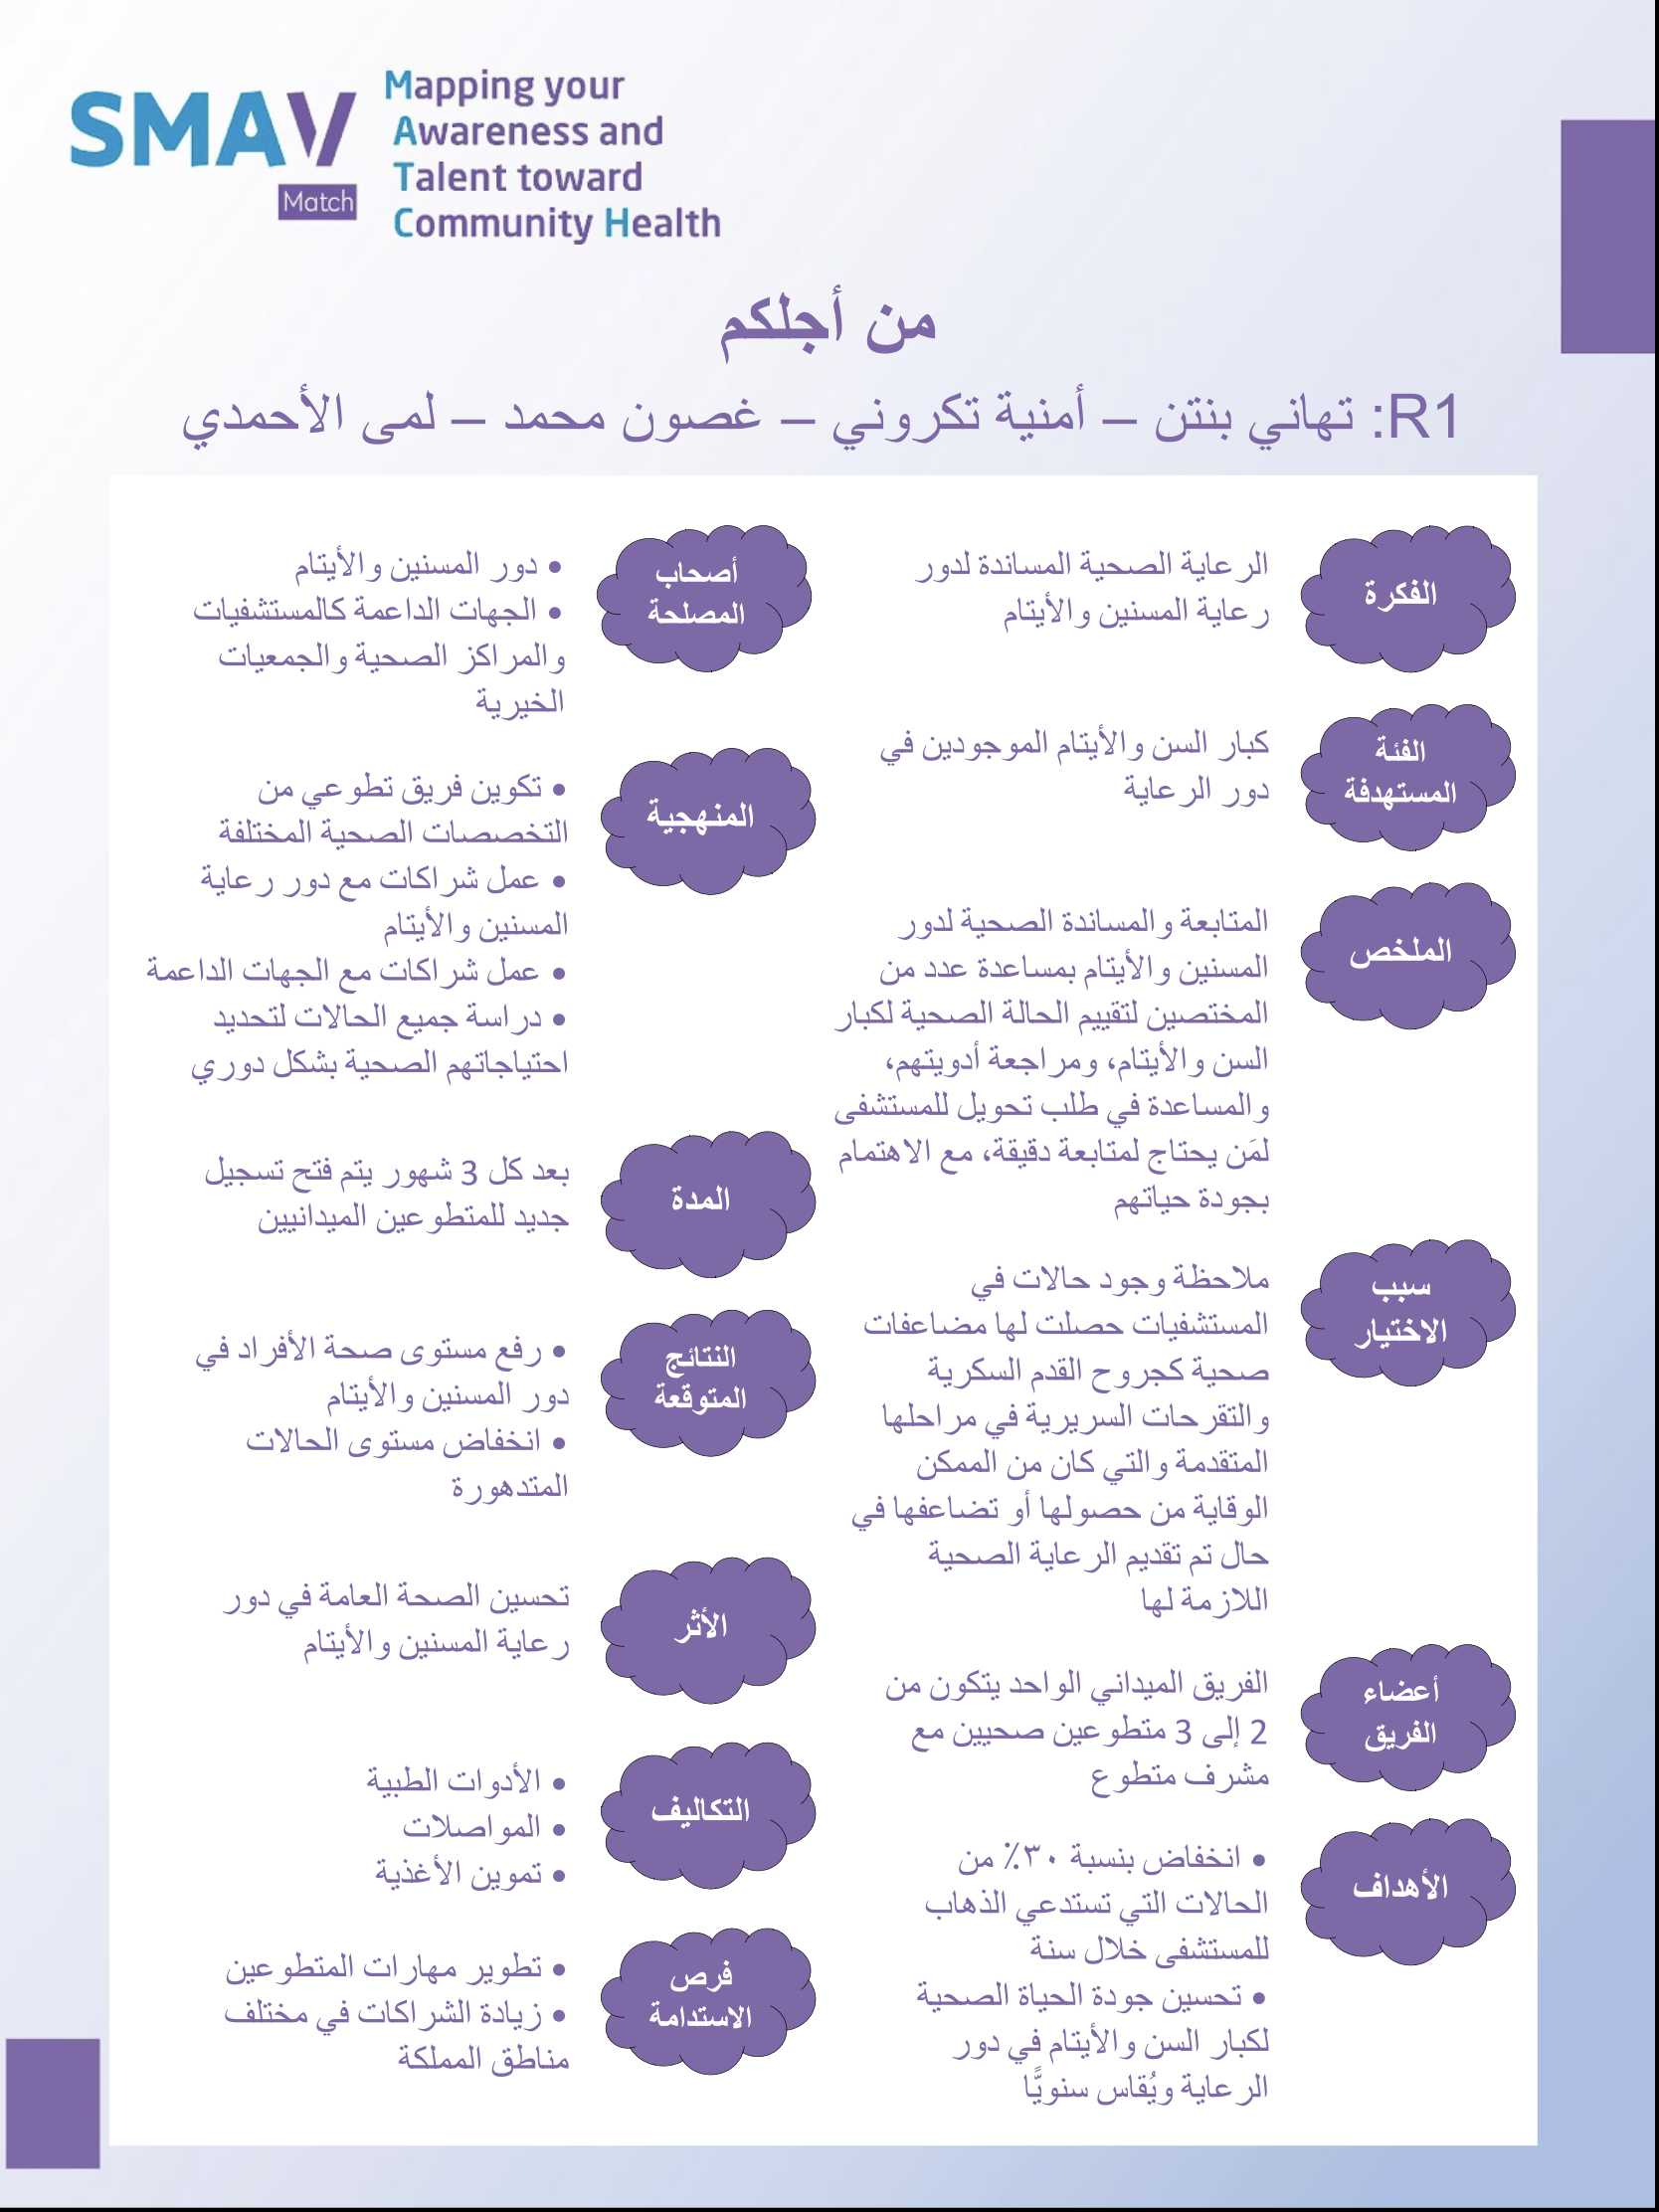 SMAV
Match
Mapping your
Awareness and
Talent toward
Community Health
من أجلكم
R1: تهاني بنتن – أمنية تكروني – غصون محمد – لمى الأحمدي
الفكرة
الرعاية الصحية المساندة لدور
رعاية المسنين والأيتام
الفئة
المستهدفة
كبار السن والأيتام الموجودين في
دور الرعاية
الملخص
المتابعة والمساندة الصحية لدور
المسنين والأيتام بمساعدة عدد من
المختصين لتقييم الحالة الصحية لكبار
السن والأيتام، ومراجعة أدويتهم،
والمساعدة في طلب تحويل للمستشفى
لمَن يحتاج لمتابعة دقيقة، مع الاهتمام
بجودة حياتهم
سبب
الاختيار
ملاحظة وجود حالات في
المستشفيات حصلت لها مضاعفات
صحية كجروح القدم السكرية
والتقرحات السريرية في مراحلها
المتقدمة والتي كان من الممكن
الوقاية من حصولها أو تضاعفها في
حال تم تقديم الرعاية الصحية
اللازمة لها
أعضاء
الفريق
الفريق الميداني الواحد يتكون من
2 إلى 3 متطوعين صحيين مع
مشرف متطوع
الأهداف
• انخفاض بنسبة ٣٠٪ من
الحالات التي تستدعي الذهاب
للمستشفى خلال سنة
• تحسين جودة الحياة الصحية
لكبار السن والأيتام في دور
الرعاية ويُقاس سنويًّا
أصحاب
المصلحة
• دور المسنين والأيتام
• الجهات الداعمة كالمستشفيات
والمراكز الصحية والجمعيات
الخيرية
المنهجية
• تكوين فريق تطوعي من
التخصصات الصحية المختلفة
• عمل شراكات مع دور رعاية
المسنين والأيتام
• عمل شراكات مع الجهات الداعمة
• دراسة جميع الحالات لتحديد
احتياجاتهم الصحية بشكل دوري
المدة
بعد كل 3 شهور يتم فتح تسجيل
جديد للمتطوعين الميدانيين
النتائج
المتوقعة
• رفع مستوى صحة الأفراد في
دور المسنين والأيتام
• انخفاض مستوى الحالات
المتدهورة
الأثر
تحسين الصحة العامة في دور
رعاية المسنين والأيتام
التكاليف
• الأدوات الطبية
• المواصلات
• تموين الأغذية
فرص
الاستدامة
• تطوير مهارات المتطوعين
• زيادة الشراكات في مختلف
مناطق المملكة